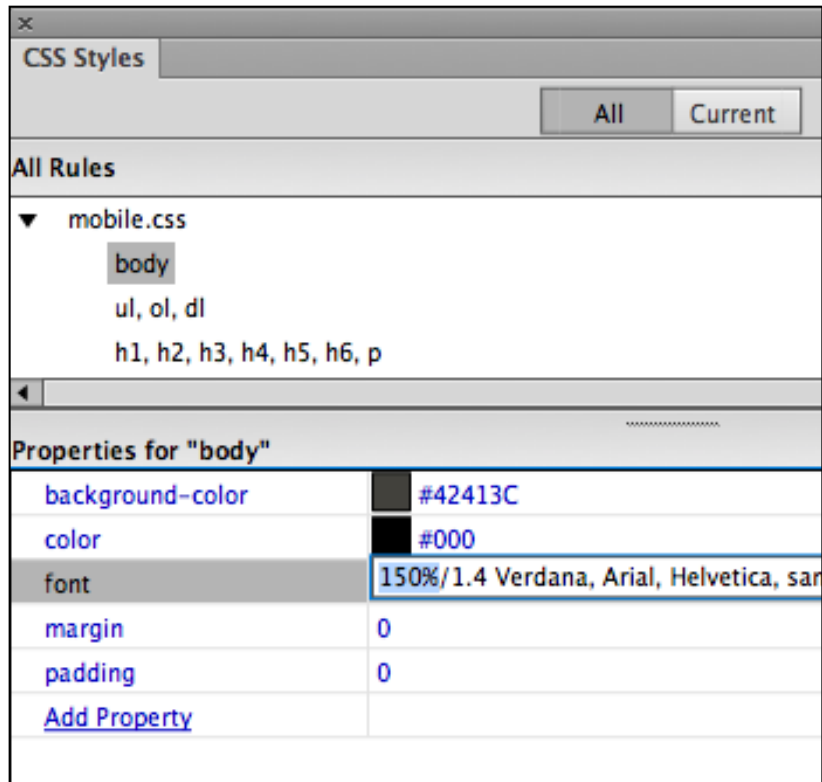 CSS Styles
All Current
All Rules
mobile.css
body
ul, ol, dl
h1, h2, h3, h4, h5, h6, p
Properties for "body"
background-color #42413C
color #000
font 150%/1.4 Verdana, Arial, Helvetica, sar
margin 0
padding 0
Add Property